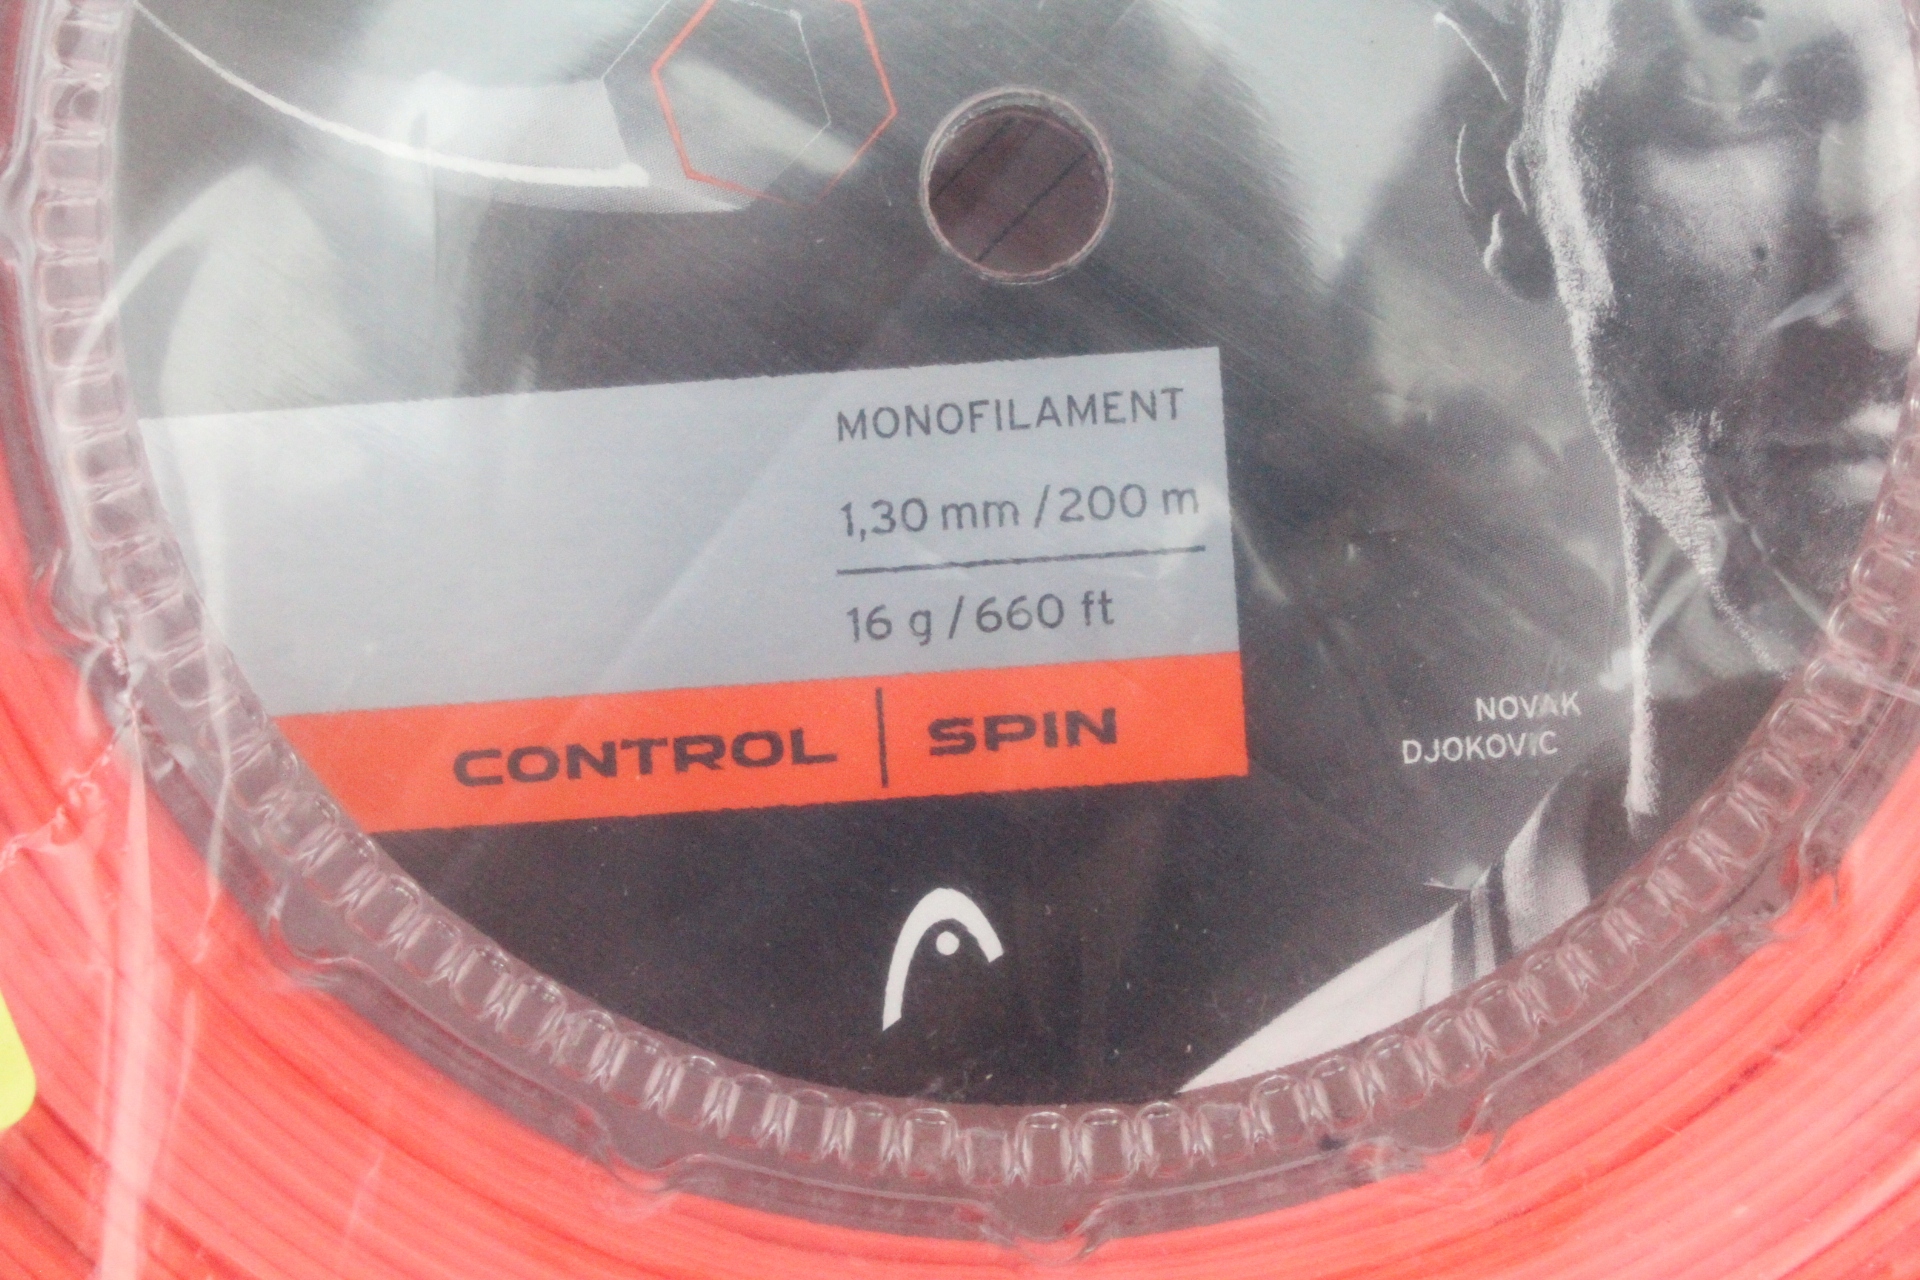 MONOFILAMENT
1,30 mm / 200 m
16 g / 660 ft
CONTROL | SPIN
NOVAK
DJOKOVIC